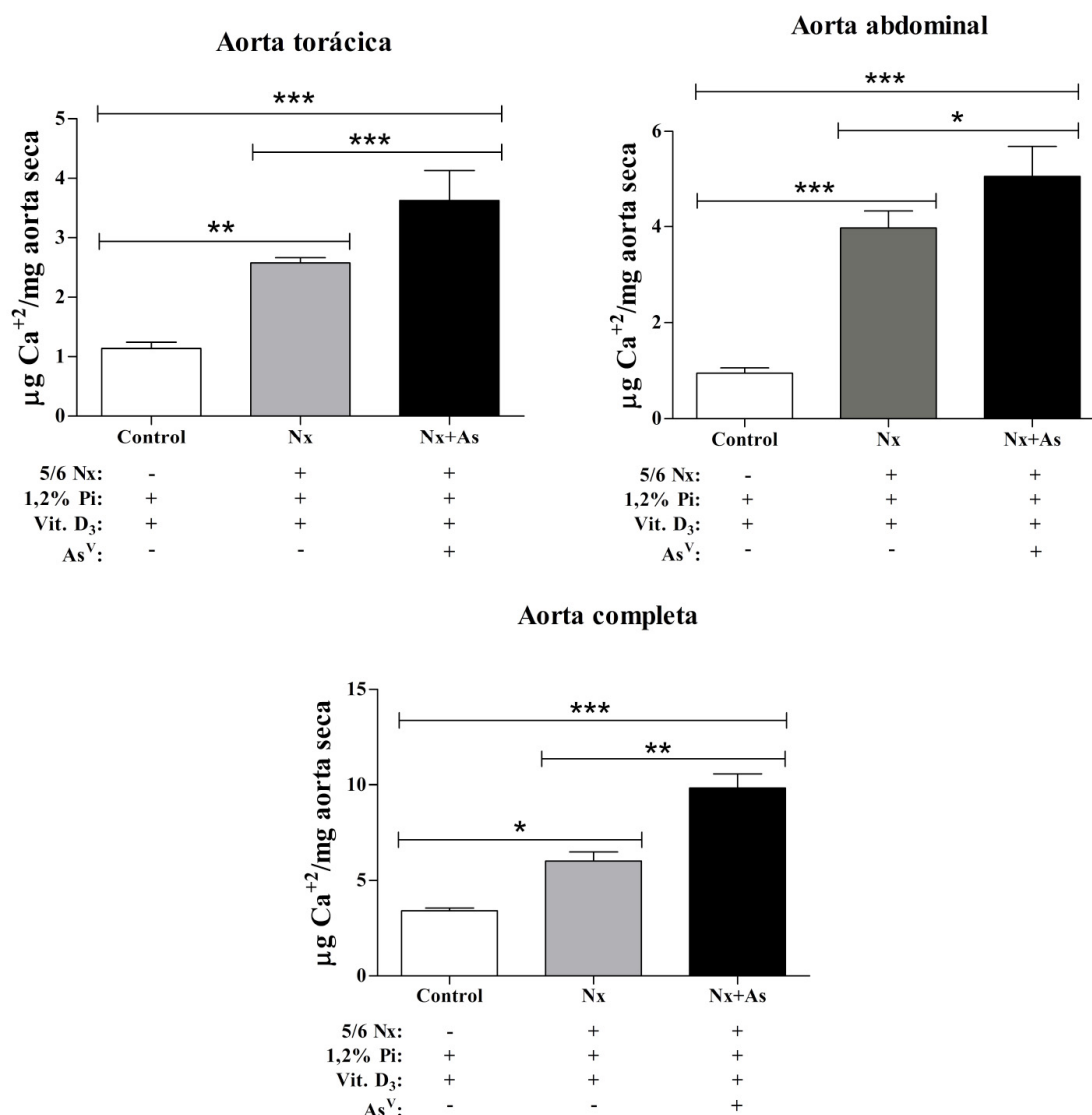 Aorta torácica
***
***
**
µg Ca+2/mg aorta seca
5
4
3
2
1
0
Control Nx Nx+As
5/6 Nx: - + +
1,2% Pi: + + +
Vit. D3: + + +
AsV: - - +
Aorta abdominal
***
*
***
µg Ca+2/mg aorta seca
6
4
2
0
Control Nx Nx+As
5/6 Nx: - + +
1,2% Pi: + + +
Vit. D3: + + +
AsV: - - +
Aorta completa
***
**
*
µg Ca+2/mg aorta seca
15
10
5
0
Control Nx Nx+As
5/6 Nx: - + +
1,2% Pi: + + +
Vit. D3: + + +
AsV: - - +